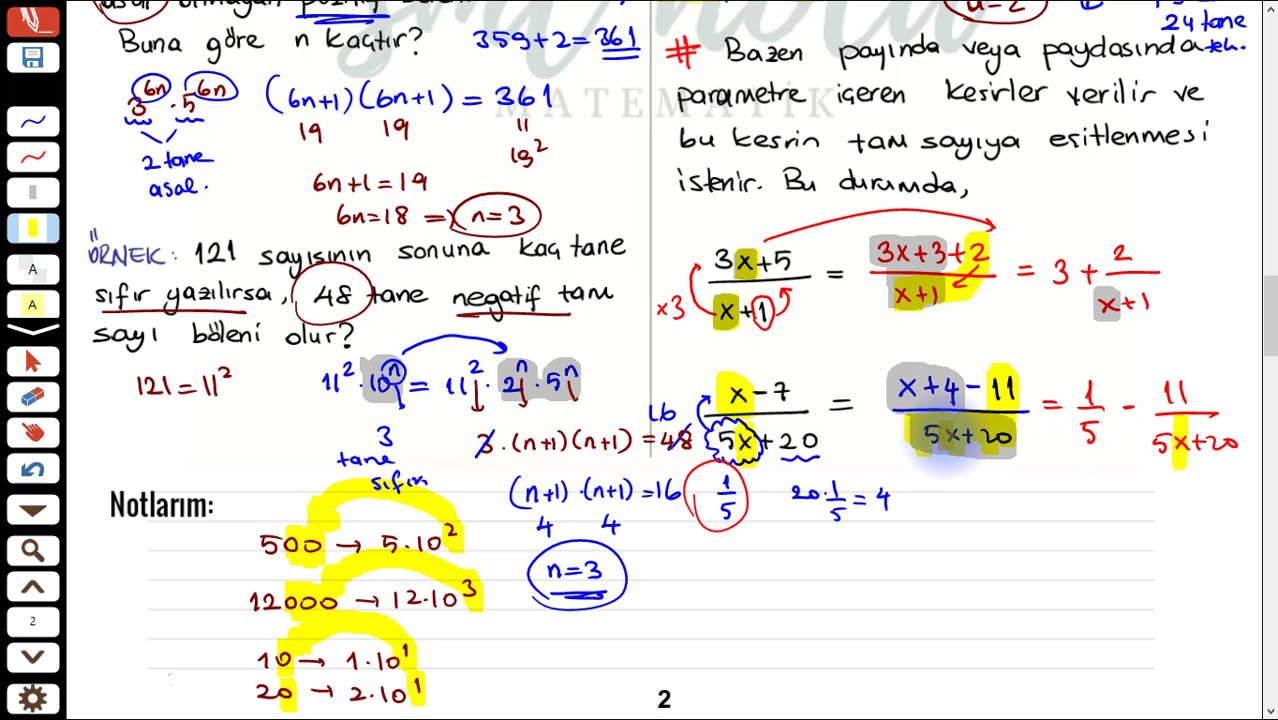 Buna göre n kaçtır? 359+2=361
3^6n . 5^6n (6n+1)(6n+1) = 361
19 19 11
19²
2 tane
asal.
6n+1=19
6n=18 => n=3
ÖRNEK: 121 sayısının sonuna kaç tane
sıfır yazılırsa, 48 tane negatif tam
sayı böleni olur?
121=11²
11² . 10^n = 11² . 2^n . 5^n
3
tane
sıfır
3.(n+1)(n+1)=48
16
(n+1).(n+1)=16
4 4
n=3
Notlarım:
500 → 5.10²
12000 → 12.10³
10 → 1.10¹
20 → 2.10¹
24 tane
# Bazen payında veya paydasında
parametre içeren kesirler verilir ve
bu kesrin tam sayıya eşitlenmesi
istenir. Bu durumda,
MATEMATİK
x3
3x+5 / x+1 = 3x+3+2 / x+1 = 3 + 2 / x+1
x-7 / 5x+20 = x+4-11 / 5x+20 = 1/5 - 11 / 5x+20
1/5 20.1/5=4
2
2